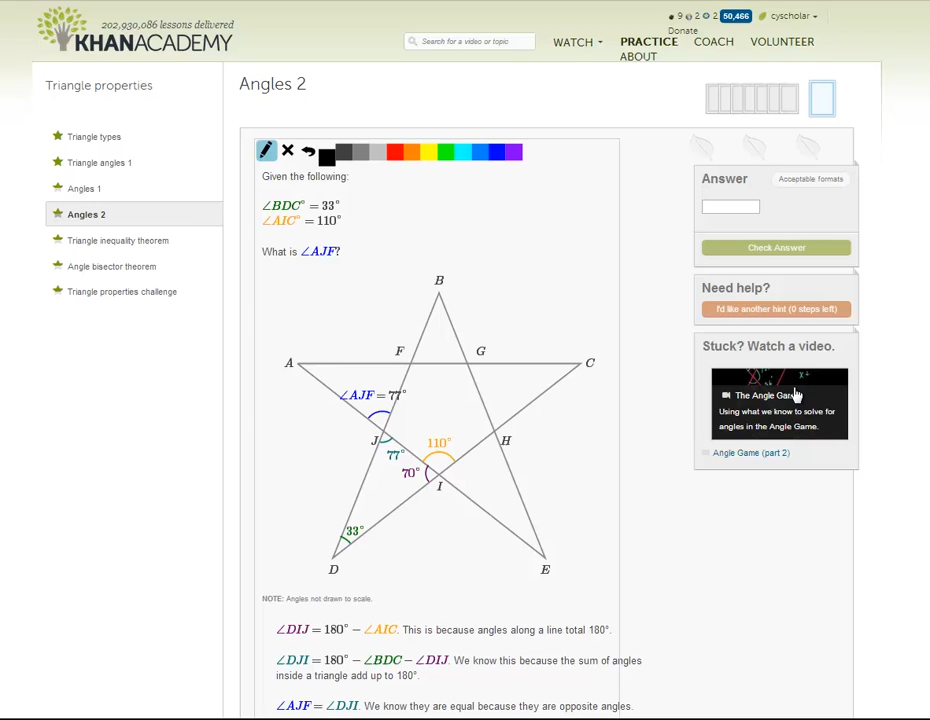 202,930,086 lessons delivered
KHANACADEMY
Search for a video or topic
9 2 2 50,466 cyscholar
Donate
WATCH PRACTICE COACH VOLUNTEER
ABOUT
Triangle properties
Triangle types
Triangle angles 1
Angles 1
Angles 2
Triangle inequality theorem
Angle bisector theorem
Triangle properties challenge
Angles 2
Given the following:
∠BDC° = 33°
∠AIC° = 110°
What is ∠AJF?
B
A F G C
∠AJF = 77°
J H
77° 110°
70°
I
33°
D E
NOTE: Angles not drawn to scale.
∠DIJ = 180° − ∠AIC. This is because angles along a line total 180°.
∠DJI = 180° − ∠BDC − ∠DIJ. We know this because the sum of angles
inside a triangle add up to 180°.
∠AJF = ∠DJI. We know they are equal because they are opposite angles.
Answer
Acceptable formats
Check Answer
Need help?
I'd like another hint (0 steps left)
Stuck? Watch a video.
The Angle Game
Using what we know to solve for
angles in the Angle Game.
Angle Game (part 2)